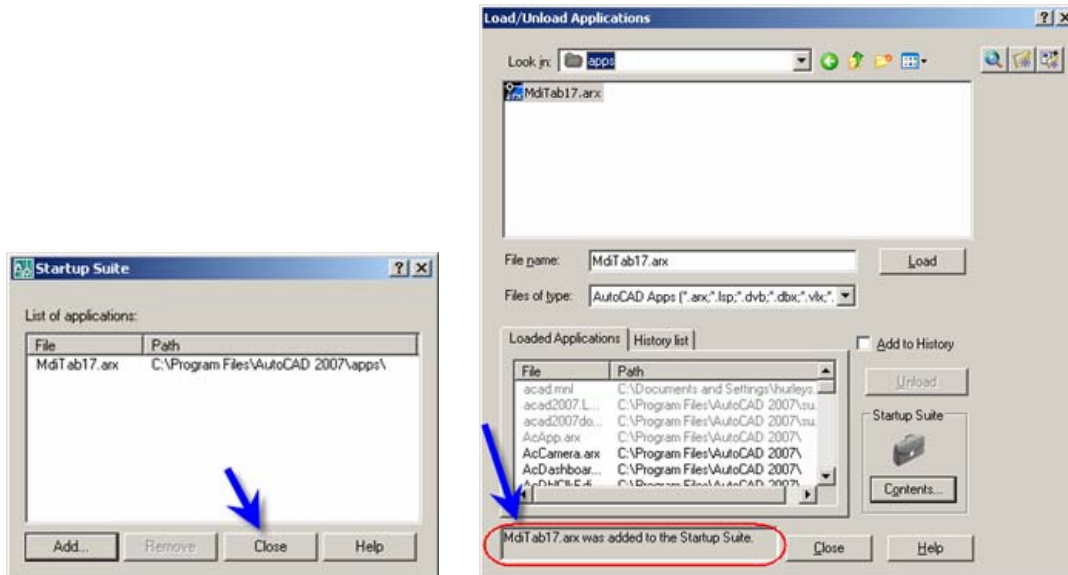 Startup Suite
List of applications:
File Path
MdiTab17.arx C:\Program Files\AutoCAD 2007\apps\
Add... Remove Close Help
Load/Unload Applications
Look in: apps
MdiTab17.arx
File name: MdiTab17.arx Load
Files of type: AutoCAD Apps (*.arx;*.lsp;*.dvb;*.dbx;*.vlx;*.
Loaded Applications History list Add to History
File Path
acad.mnl C:\Documents and Settings\hurleys. Unload
acad2007.L... C:\Program Files\AutoCAD 2007\su.
acad2007do... C:\Program Files\AutoCAD 2007\su. Startup Suite
AcApp.arx C:\Program Files\AutoCAD 2007\
AcCamera.arx C:\Program Files\AutoCAD 2007\
AcDashboar... C:\Program Files\AutoCAD 2007\
AcDblClkEdi... C:\Program Files\AutoCAD 2007\ Contents...
MdiTab17.arx was added to the Startup Suite. Close Help